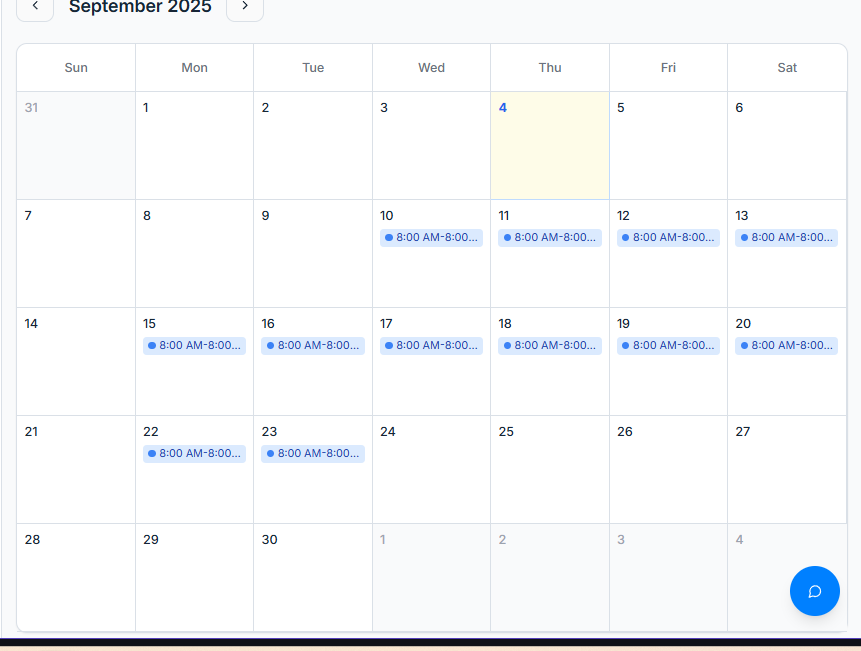 September 2025
Sun Mon Tue Wed Thu Fri Sat
31 1 2 3 4 5 6
7 8 9 10 11 12 13
8:00 AM-8:00... 8:00 AM-8:00... 8:00 AM-8:00... 8:00 AM-8:00...
14 15 16 17 18 19 20
8:00 AM-8:00... 8:00 AM-8:00... 8:00 AM-8:00... 8:00 AM-8:00... 8:00 AM-8:00... 8:00 AM-8:00...
21 22 23 24 25 26 27
8:00 AM-8:00... 8:00 AM-8:00...
28 29 30 1 2 3 4